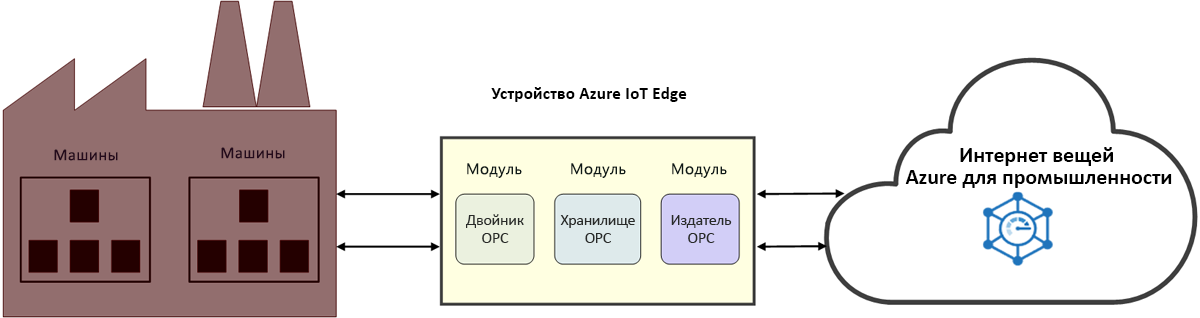 Устройство Azure IoT Edge
Машины
Машины
Модуль
Модуль
Модуль
Двойник
OPC
Хранилище
OPC
Издатель
OPC
Интернет вещей
Azure для промышленности